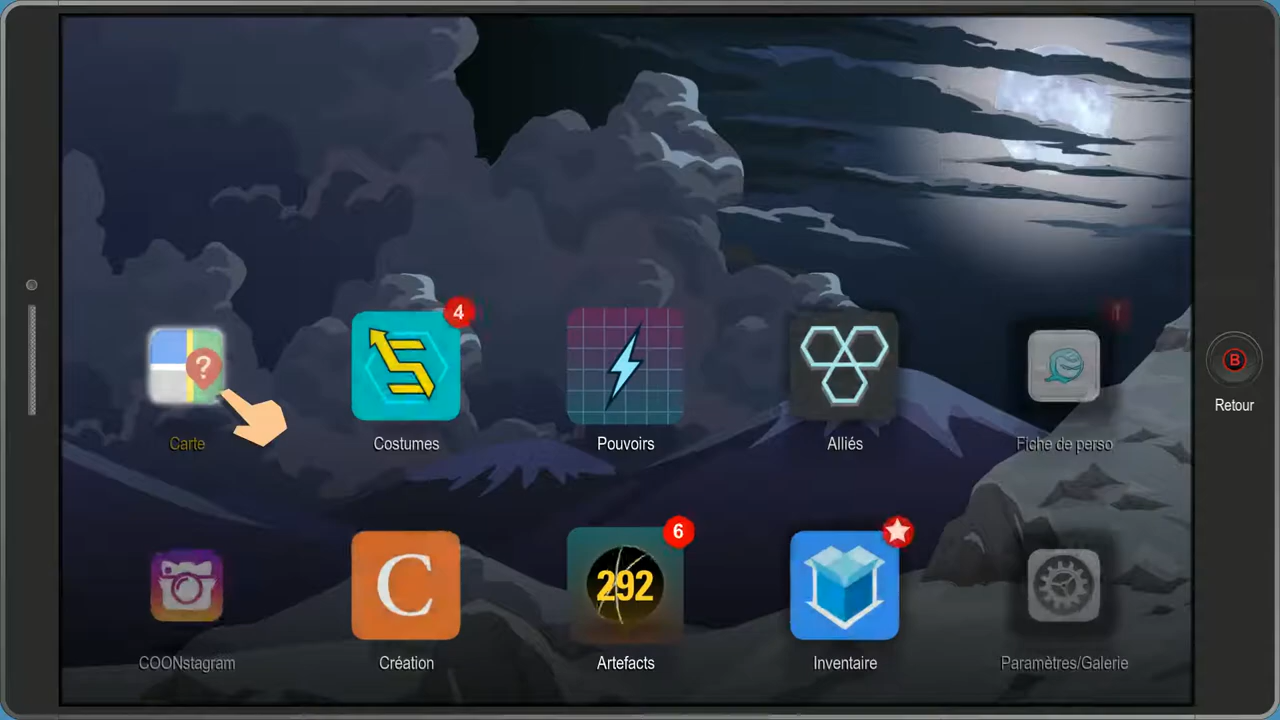 4
Carte
Costumes
Pouvoirs
Alliés
Fiche de perso
B
Retour
6
C
292
COONstagram
Création
Artefacts
Inventaire
Paramètres/Galerie
?